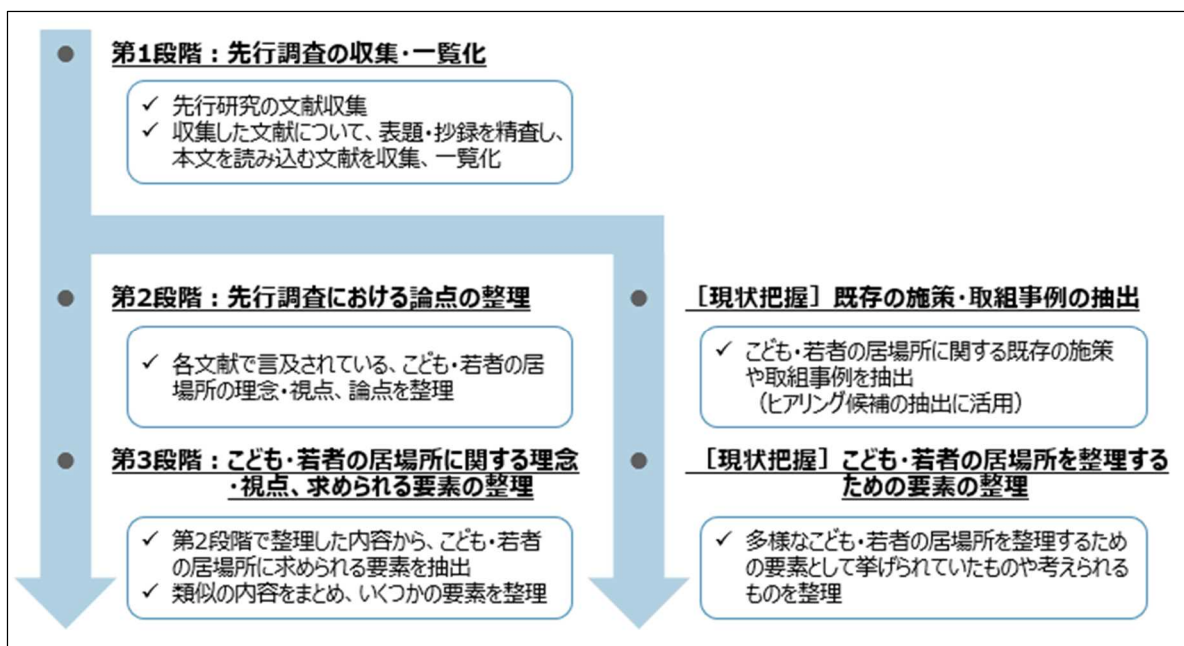 第1段階：先行調査の収集・一覧化
✓ 先行研究の文献収集
✓ 収集した文献について、表題・抄録を精査し、
本文を読み込む文献を収集、一覧化
第2段階：先行調査における論点の整理
✓ 各文献で言及されている、こども・若者の居
場所の理念・視点、論点を整理
第3段階：こども・若者の居場所に関する理念
・視点、求められる要素の整理
✓ 第2段階で整理した内容から、こども・若者
の居場所に求められる要素を抽出
✓ 類似の内容をまとめ、いくつかの要素を整理
［現状把握］既存の施策・取組事例の抽出
✓ こども・若者の居場所に関する既存の施策
や取組事例を抽出
（ヒアリング候補の抽出に活用）
［現状把握］こども・若者の居場所を整理する
ための要素の整理
✓ 多様なこども・若者の居場所を整理するため
の要素として挙げられていたものや考えられる
ものを整理